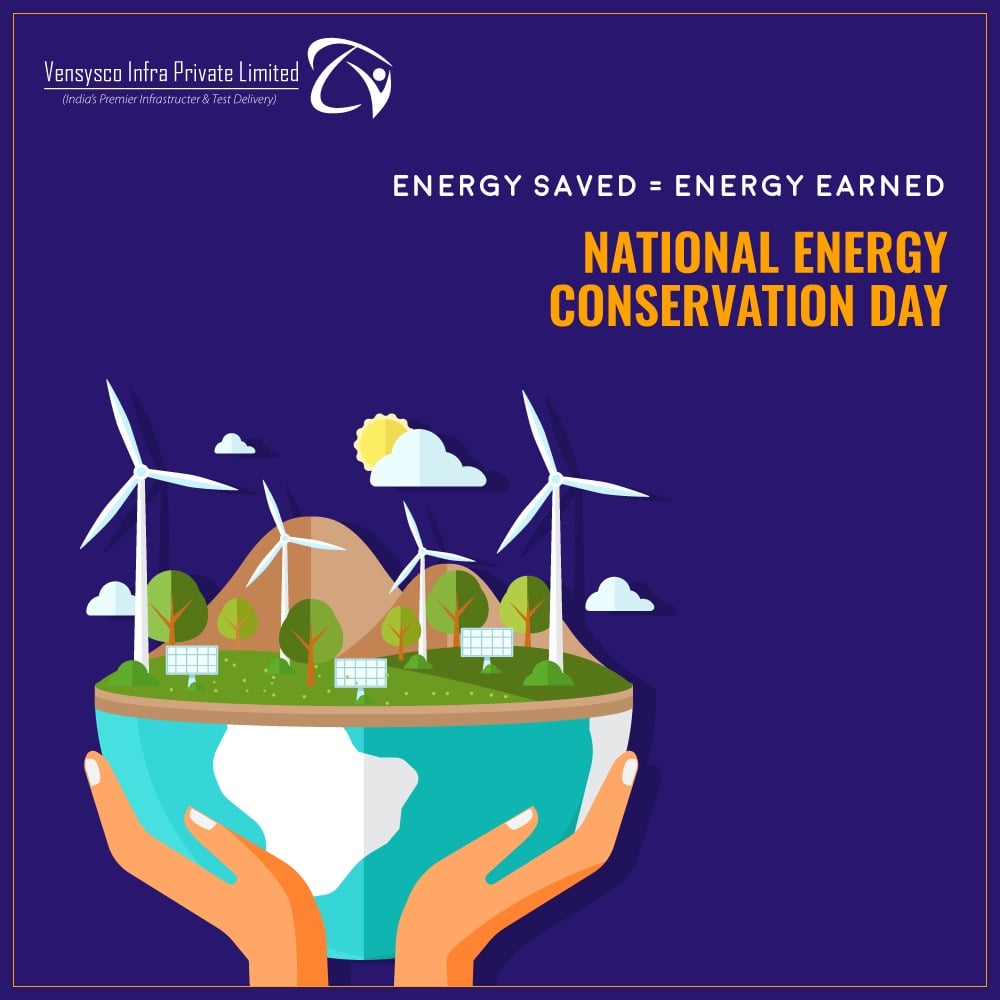 Vensysco Infra Private Limited
(India's Premier Infrastructer & Test Delivery)
ENERGY SAVED = ENERGY EARNED
NATIONAL ENERGY
CONSERVATION DAY